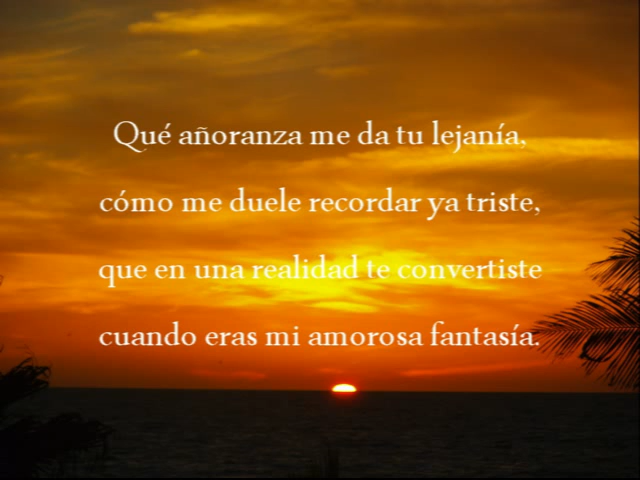 Qué añoranza me da tu lejanía,
cómo me duele recordar ya triste,
que en una realidad te convertiste
cuando eras mi amorosa fantasía.